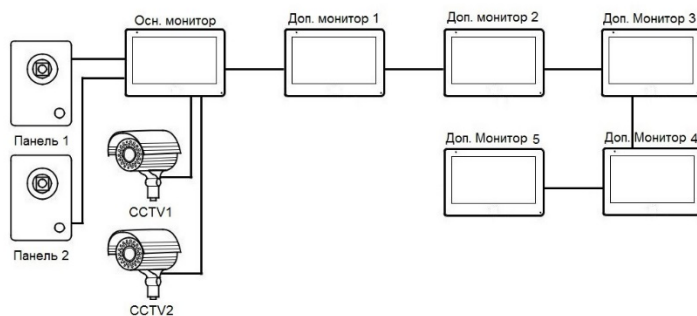 Осн. монитор
Доп. монитор 1
Доп. монитор 2
Доп. Монитор 3
Панель 1
Доп. Монитор 5
Доп. Монитор 4
CCTV1
Панель 2
CCTV2